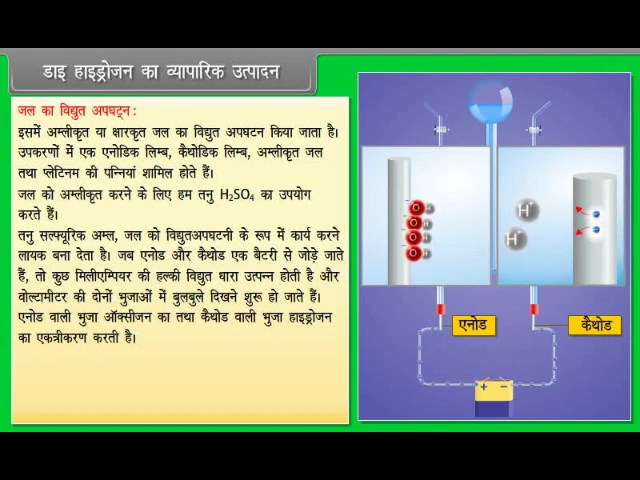 डाइ हाइड्रोजन का व्यापारिक उत्पादन
जल का विद्युत अपघट्न :
इसमें अम्लीकृत या क्षारकृत जल का विद्युत अपघटन किया जाता है।
उपकरणों में एक एनोडिक लिम्ब, कैथोडिक लिम्ब, अम्लीकृत जल
तथा प्लेटिनम की पन्नियां शामिल होते हैं।
जल को अम्लीकृत करने के लिए हम तनु H₂SO₄ का उपयोग
करते हैं।
तनु सल्फ्यूरिक अम्ल, जल को विद्युतअपघटनी के रूप में कार्य करने
लायक बना देता है। जब एनोड और कैथोड एक बैटरी से जोड़े जाते
हैं, तो कुछ मिलीएम्पियर की हल्की विद्युत धारा उत्पन्न होती है और
वोल्टामीटर की दोनों भुजाओं में बुलबुले दिखने शुरू हो जाते हैं।
एनोड वाली भुजा ऑक्सीजन का तथा कैथोड वाली भुजा हाइड्रोजन
का एकत्रीकरण करती है।
O H
O H
O H
O H
H⁺
H⁺
एनोड
कैथोड
+ −